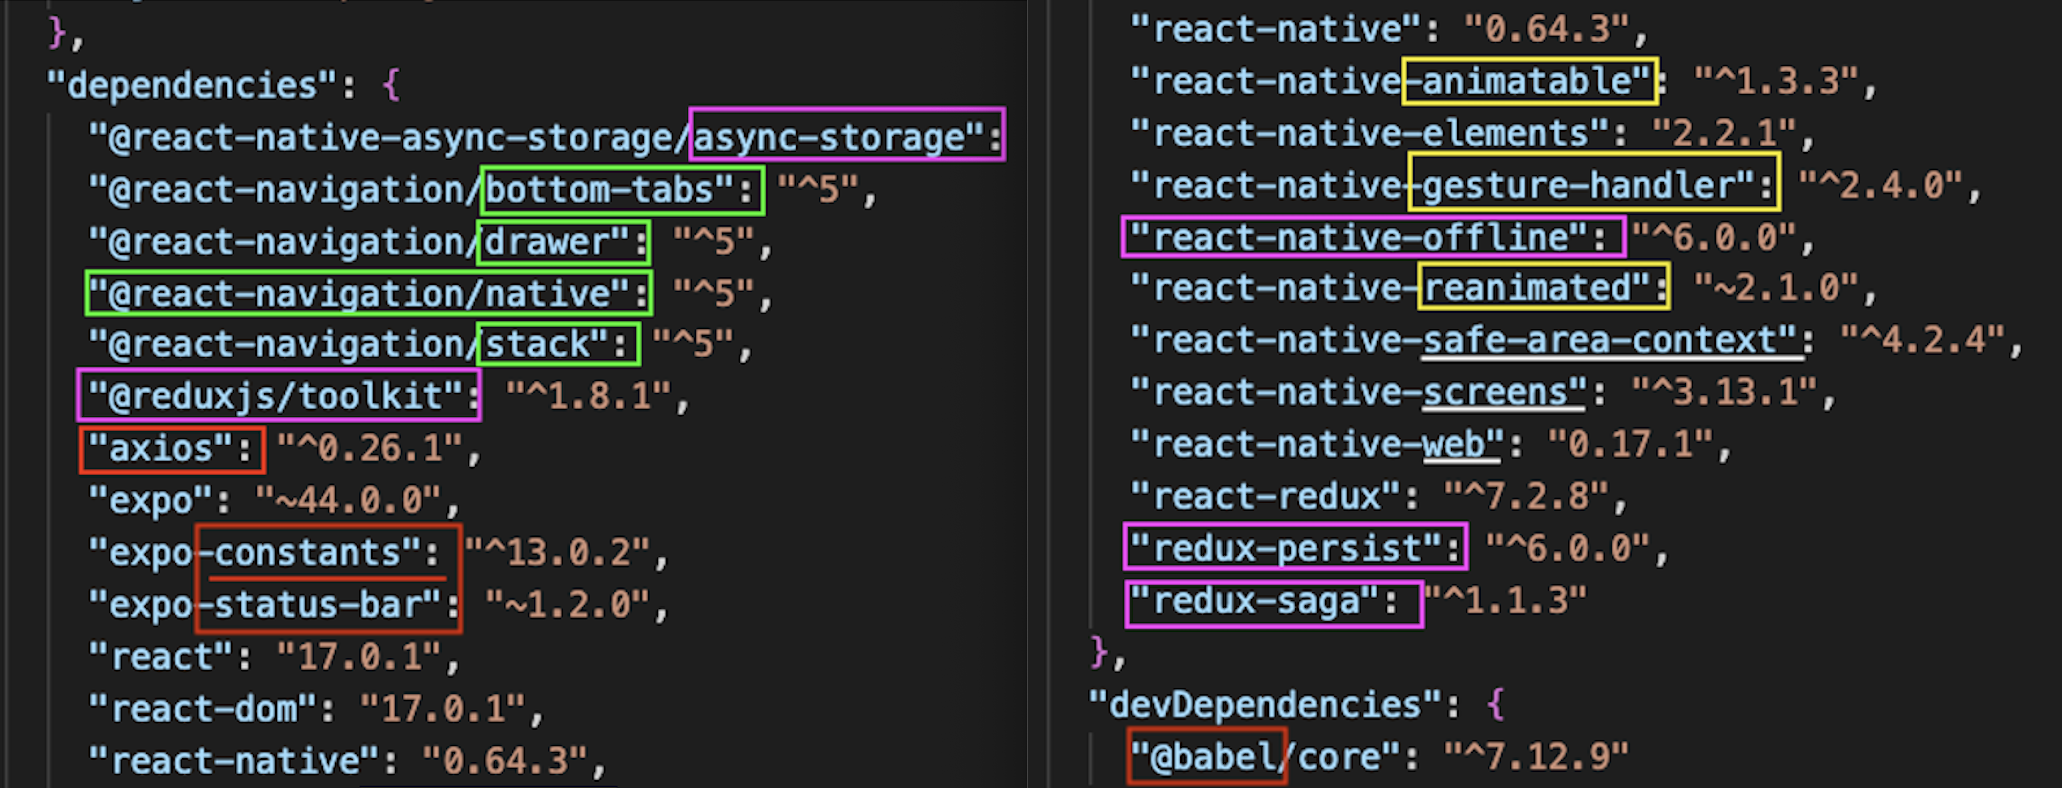 },
"dependencies": {
"@react-native-async-storage/async-storage":
"@react-navigation/bottom-tabs": "^5",
"@react-navigation/drawer": "^5",
"@react-navigation/native": "^5",
"@react-navigation/stack": "^5",
"@reduxjs/toolkit": "^1.8.1",
"axios": "^0.26.1",
"expo": "~44.0.0",
"expo-constants": "^13.0.2",
"expo-status-bar": "~1.2.0",
"react": "17.0.1",
"react-dom": "17.0.1",
"react-native": "0.64.3",
"react-native": "0.64.3",
"react-native-animatable": "^1.3.3",
"react-native-elements": "2.2.1",
"react-native-gesture-handler": "^2.4.0",
"react-native-offline": "^6.0.0",
"react-native-reanimated": "~2.1.0",
"react-native-safe-area-context": "^4.2.4",
"react-native-screens": "^3.13.1",
"react-native-web": "0.17.1",
"react-redux": "^7.2.8",
"redux-persist": "^6.0.0",
"redux-saga": "^1.1.3"
},
"devDependencies": {
"@babel/core": "^7.12.9"